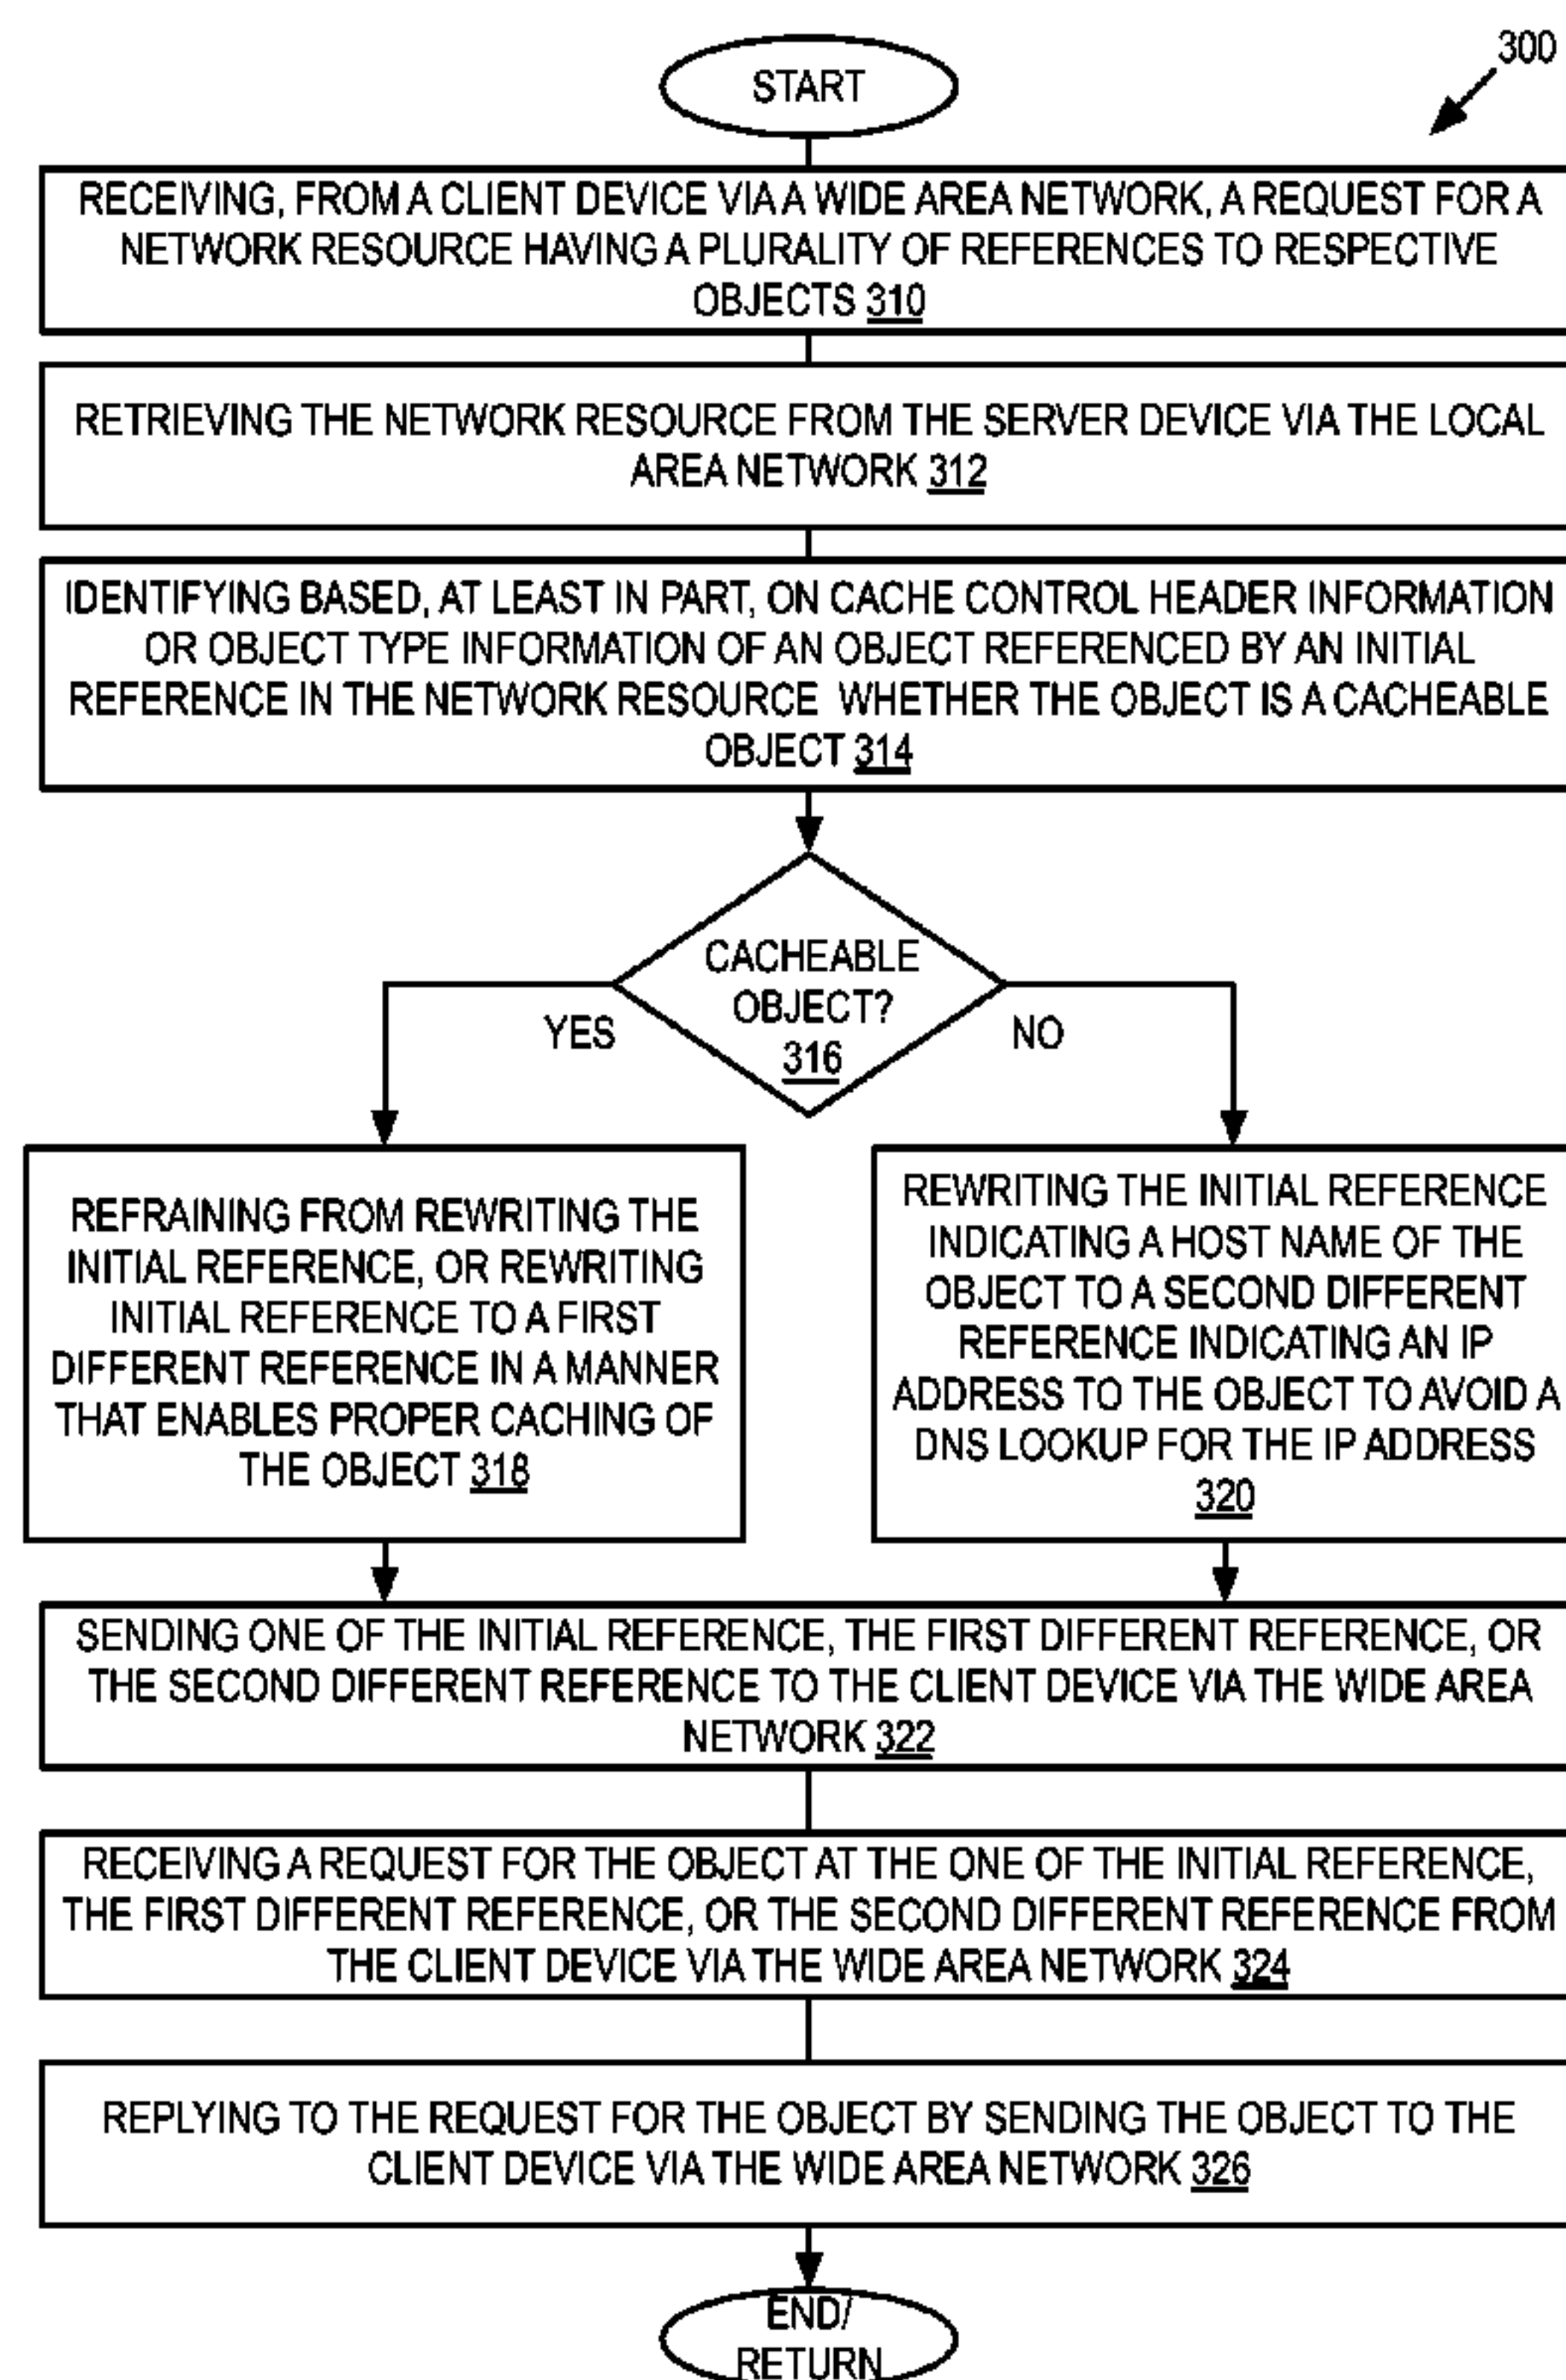 300
START
RECEIVING, FROM A CLIENT DEVICE VIA A WIDE AREA NETWORK, A REQUEST FOR A
NETWORK RESOURCE HAVING A PLURALITY OF REFERENCES TO RESPECTIVE
OBJECTS 310
RETRIEVING THE NETWORK RESOURCE FROM THE SERVER DEVICE VIA THE LOCAL
AREA NETWORK 312
IDENTIFYING BASED, AT LEAST IN PART, ON CACHE CONTROL HEADER INFORMATION
OR OBJECT TYPE INFORMATION OF AN OBJECT REFERENCED BY AN INITIAL
REFERENCE IN THE NETWORK RESOURCE WHETHER THE OBJECT IS A CACHEABLE
OBJECT 314
CACHEABLE
OBJECT?
316
YES
NO
REFRAINING FROM REWRITING THE
INITIAL REFERENCE, OR REWRITING
INITIAL REFERENCE TO A FIRST
DIFFERENT REFERENCE IN A MANNER
THAT ENABLES PROPER CACHING OF
THE OBJECT 318
REWRITING THE INITIAL REFERENCE
INDICATING A HOST NAME OF THE
OBJECT TO A SECOND DIFFERENT
REFERENCE INDICATING AN IP
ADDRESS TO THE OBJECT TO AVOID A
DNS LOOKUP FOR THE IP ADDRESS
320
SENDING ONE OF THE INITIAL REFERENCE, THE FIRST DIFFERENT REFERENCE, OR
THE SECOND DIFFERENT REFERENCE TO THE CLIENT DEVICE VIA THE WIDE AREA
NETWORK 322
RECEIVING A REQUEST FOR THE OBJECT AT THE ONE OF THE INITIAL REFERENCE,
THE FIRST DIFFERENT REFERENCE, OR THE SECOND DIFFERENT REFERENCE FROM
THE CLIENT DEVICE VIA THE WIDE AREA NETWORK 324
REPLYING TO THE REQUEST FOR THE OBJECT BY SENDING THE OBJECT TO THE
CLIENT DEVICE VIA THE WIDE AREA NETWORK 326
END/
RETURN